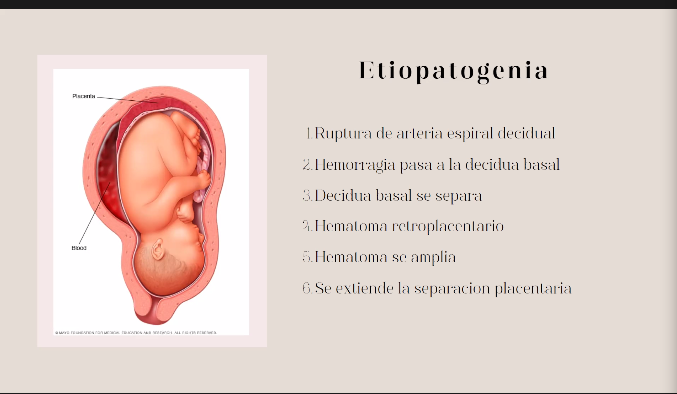 Etiopatogenia
Placenta
Blood
© MAYO FOUNDATION FOR MEDICAL EDUCATION AND RESEARCH. ALL RIGHTS RESERVED.
1.Ruptura de arteria espiral decidual
2.Hemorragia pasa a la decidua basal
3.Decidua basal se separa
4.Hematoma retroplacentario
5.Hematoma se amplia
6.Se extiende la separacion placentaria